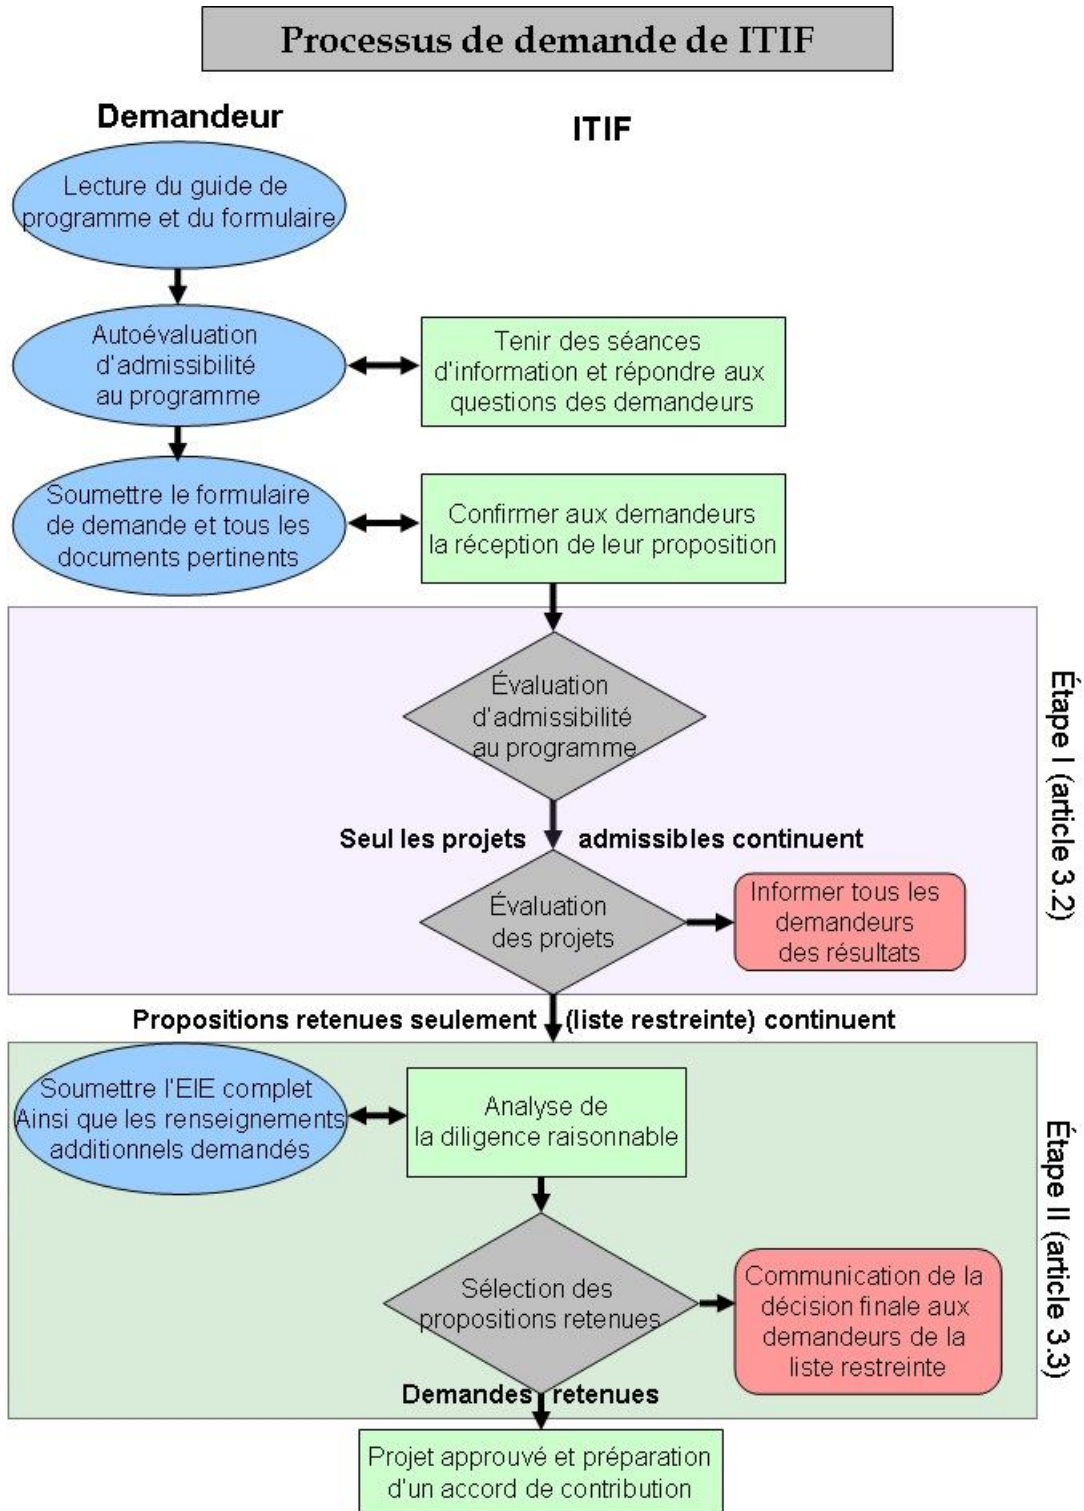 Processus de demande de ITIF
Demandeur
ITIF
Lecture du guide de
programme et du formulaire
Autoévaluation
d'admissibilité
au programme
Tenir des séances
d'information et répondre aux
questions des demandeurs
Soumettre le formulaire
de demande et tous les
documents pertinents
Confirmer aux demandeurs
la réception de leur proposition
Étape I (article 3.2)
Évaluation
d'admissibilité
au programme
Seul les projets admissibles continuent
Évaluation
des projets
Informer tous les
demandeurs
des résultats
Propositions retenues seulement (liste restreinte) continuent
Étape II (article 3.3)
Soumettre l'EIE complet
Ainsi que les renseignements
additionnels demandés
Analyse de
la diligence raisonnable
Sélection des
propositions retenues
Communication de la
décision finale aux
demandeurs de la
liste restreinte
Demandes retenues
Projet approuvé et préparation
d'un accord de contribution